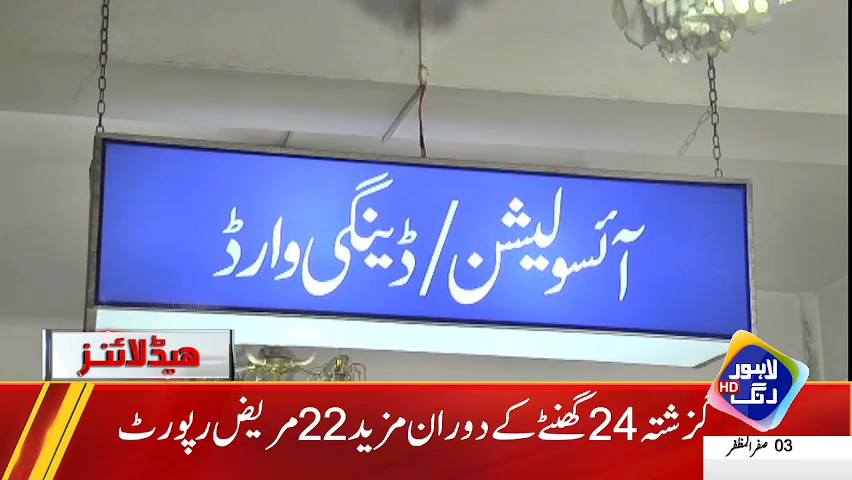 آئسولیشن/ڈینگی وارڈ
ہیڈلائنز
گزشتہ 24 گھنٹے کے دوران مزید 22 مریض رپورٹ
لاہور
رنگ
HD
03 صفر المظفر